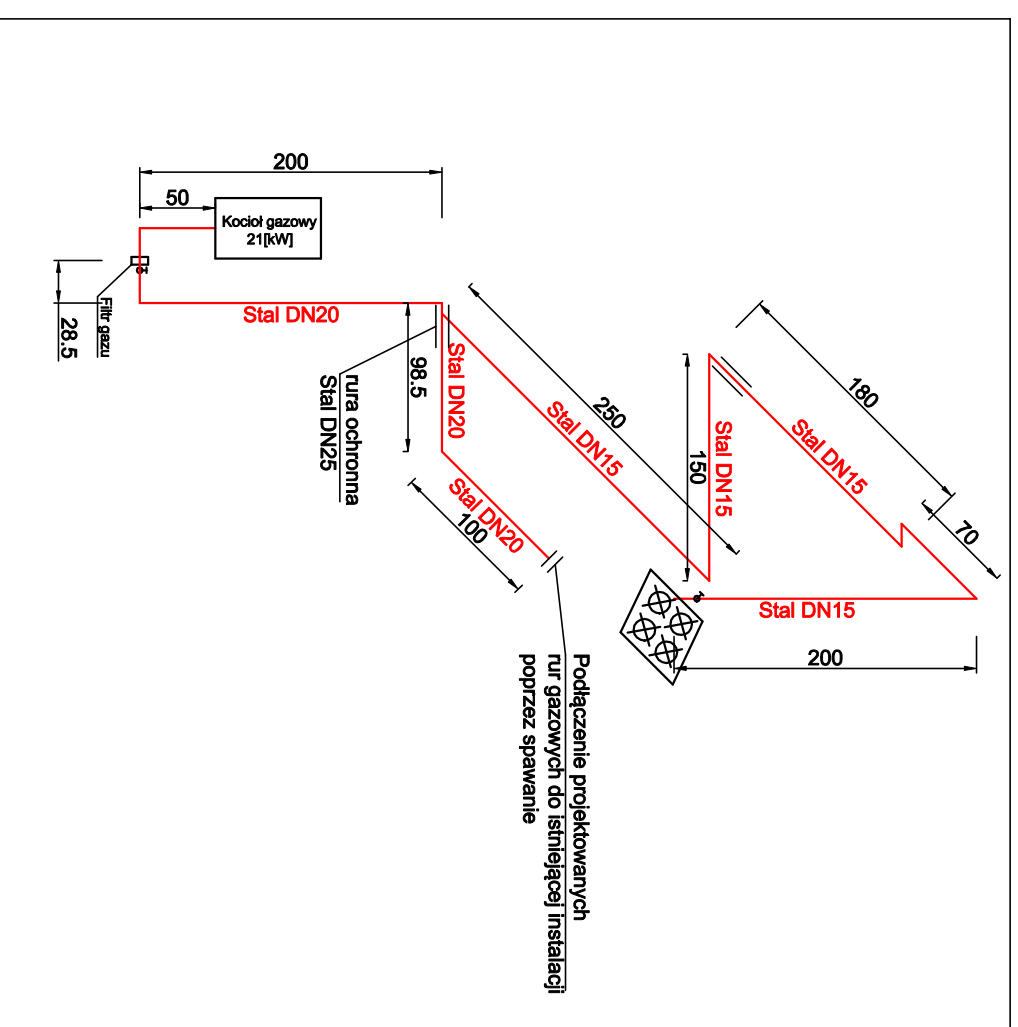 200
50
Kocioł gazowy
21[kW]
Filtr gazu
28.5
Stal DN20
98.5
Stal DN20
rura ochronna
Stal DN25
250
Stal DN15
Stal DN20
100
180
Stal DN15
Stal DN15
150
70
Stal DN15
200
Podłączenie projektowanych
rur gazowych do istniejącej instalacji
poprzez spawanie